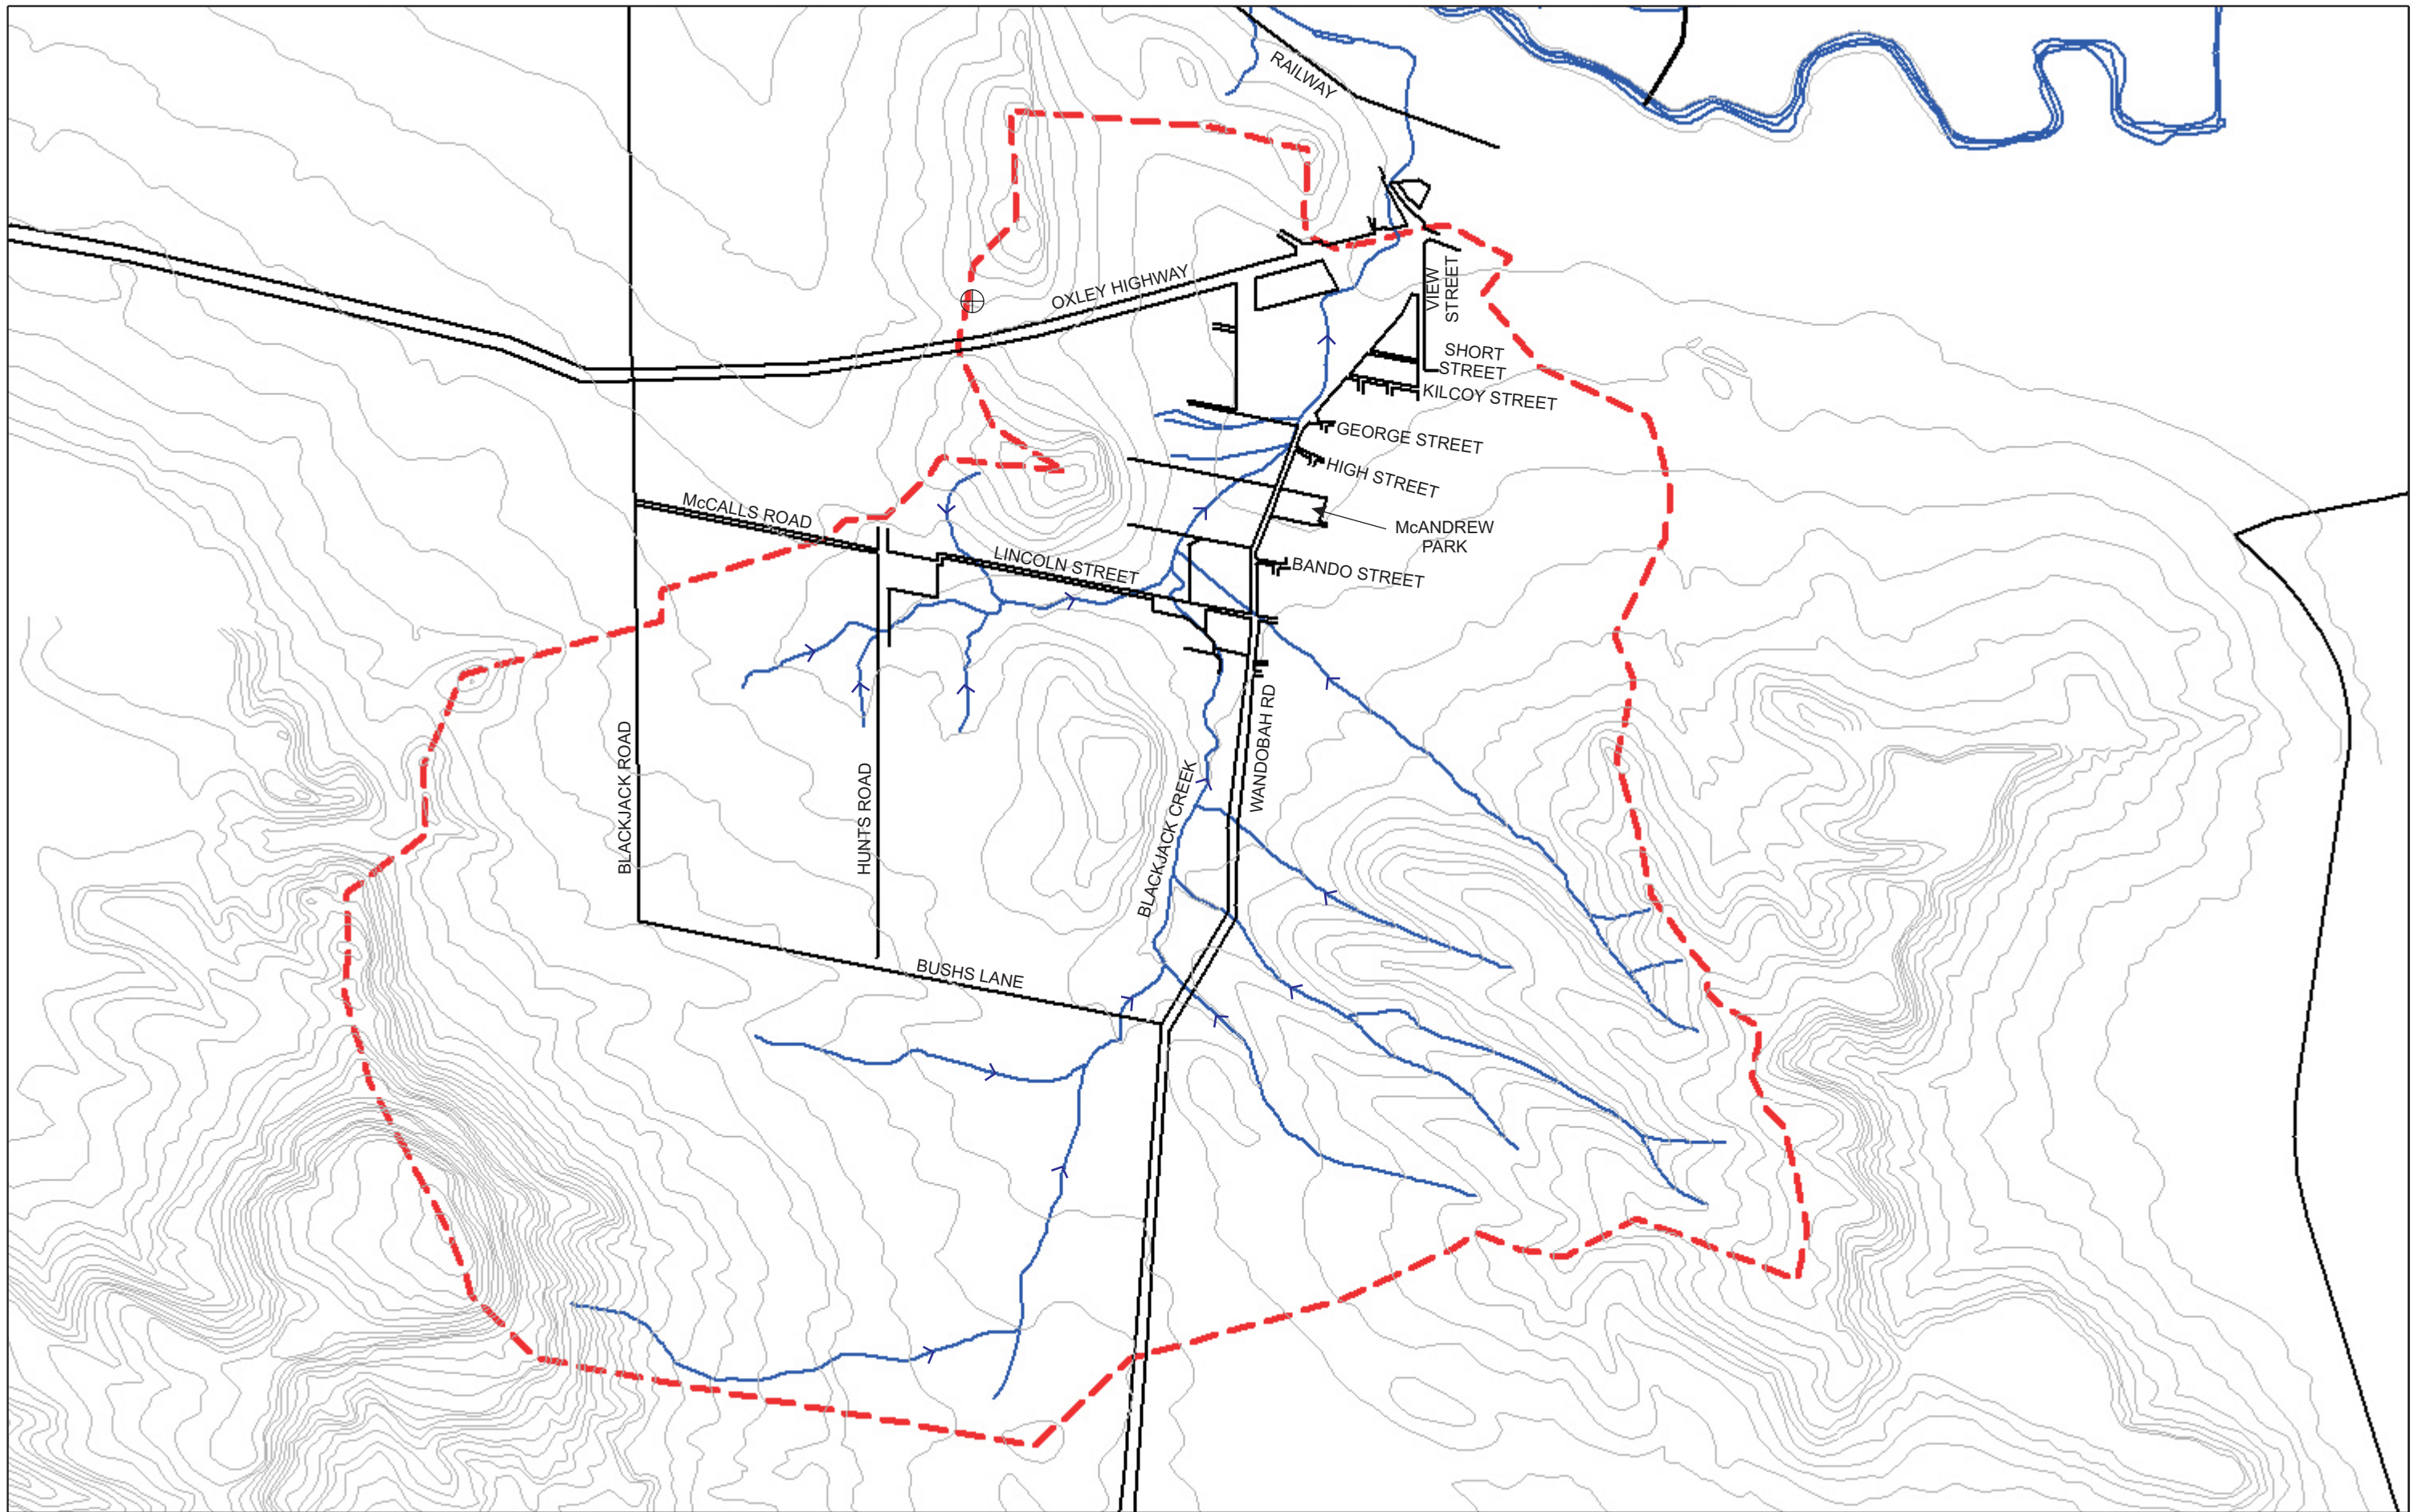 RAILWAY
OXLEY HIGHWAY
VIEW
STREET
SHORT
STREET
KILCOY STREET
GEORGE STREET
HIGH STREET
McCALLS ROAD
McANDREW
PARK
LINCOLN STREET
BANDO STREET
BLACKJACK ROAD
HUNTS ROAD
BLACKJACK CREEK
WANDOBAH RD
BUSHS LANE